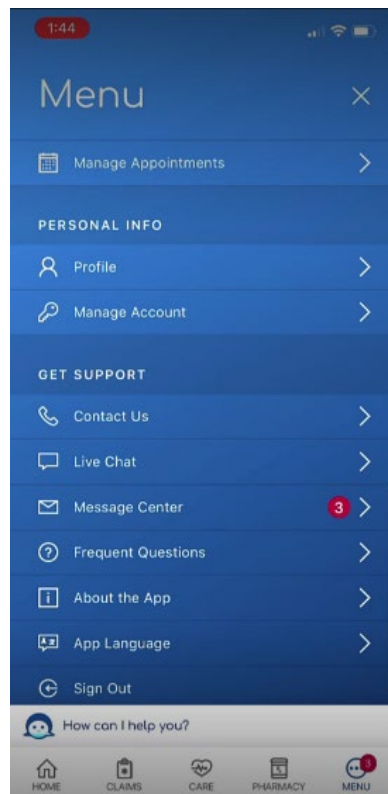 1:44
Menu
Manage Appointments
PERSONAL INFO
Profile
Manage Account
GET SUPPORT
Contact Us
Live Chat
Message Center 3
Frequent Questions
About the App
App Language
Sign Out
How can I help you?
HOME CLAIMS CARE PHARMACY 3 MENU